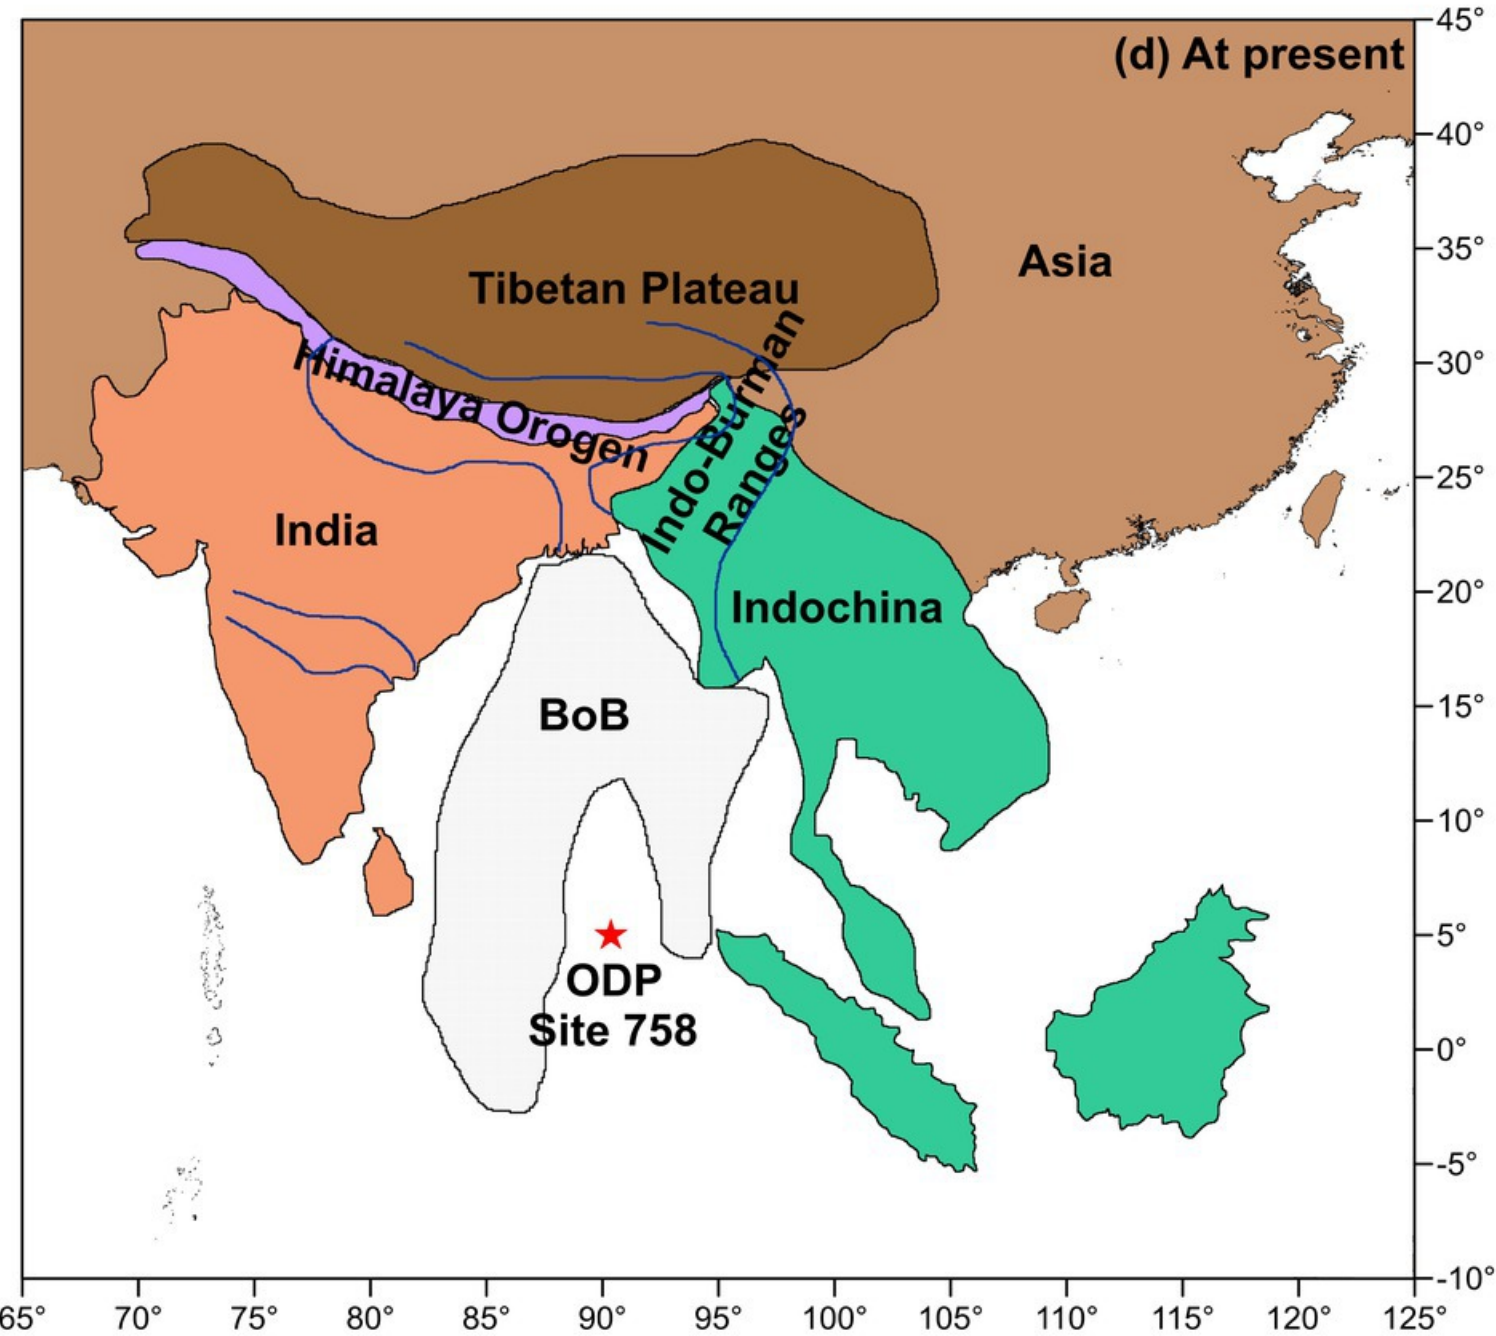 (d) At present
45°
40°
35°
30°
25°
20°
15°
10°
5°
0°
-5°
-10°
Asia
Tibetan Plateau
Himalaya Orogen
Indo-Burman
Ranges
India
Indochina
BoB
ODP
Site 758
65° 70° 75° 80° 85° 90° 95° 100° 105° 110° 115° 120° 125°